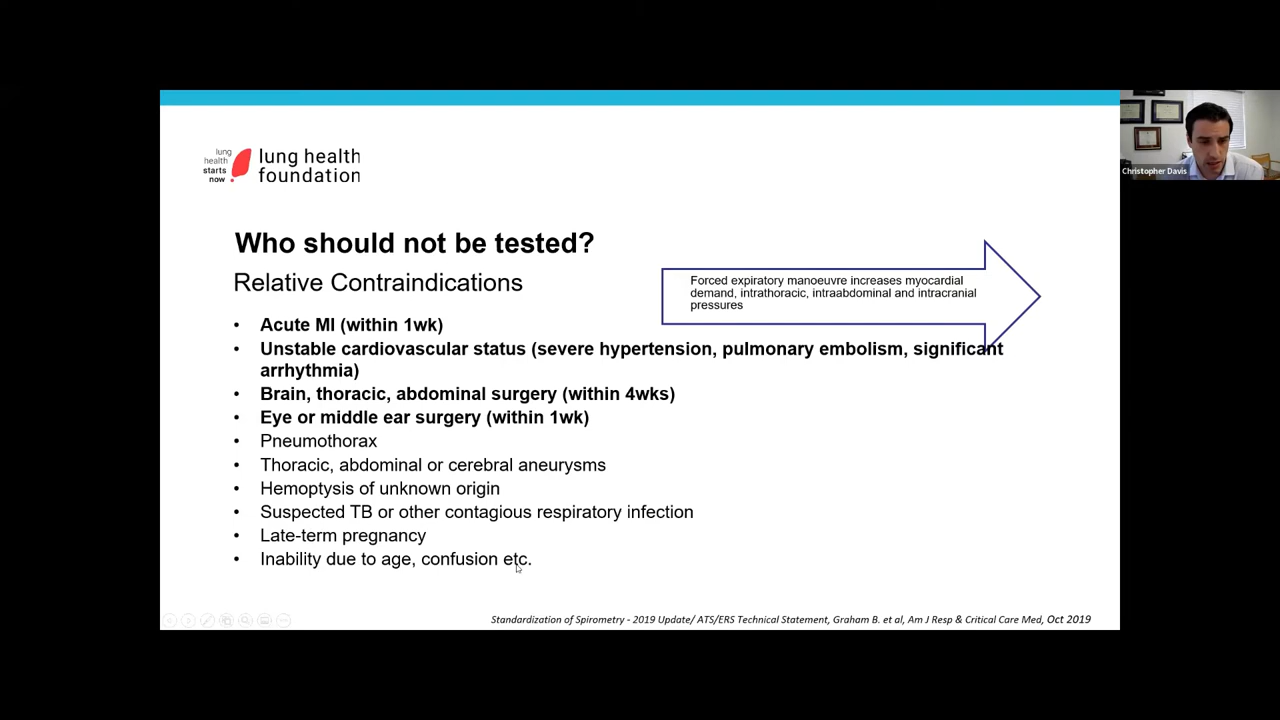 lung
health
starts
now
lung health
foundation
Christopher Davis
Who should not be tested?
Relative Contraindications
Forced expiratory manoeuvre increases myocardial
demand, intrathoracic, intraabdominal and intracranial
pressures
• Acute MI (within 1wk)
• Unstable cardiovascular status (severe hypertension, pulmonary embolism, significant
arrhythmia)
• Brain, thoracic, abdominal surgery (within 4wks)
• Eye or middle ear surgery (within 1wk)
• Pneumothorax
• Thoracic, abdominal or cerebral aneurysms
• Hemoptysis of unknown origin
• Suspected TB or other contagious respiratory infection
• Late-term pregnancy
• Inability due to age, confusion etc.
Standardization of Spirometry - 2019 Update/ ATS/ERS Technical Statement, Graham B. et al, Am J Resp & Critical Care Med, Oct 2019